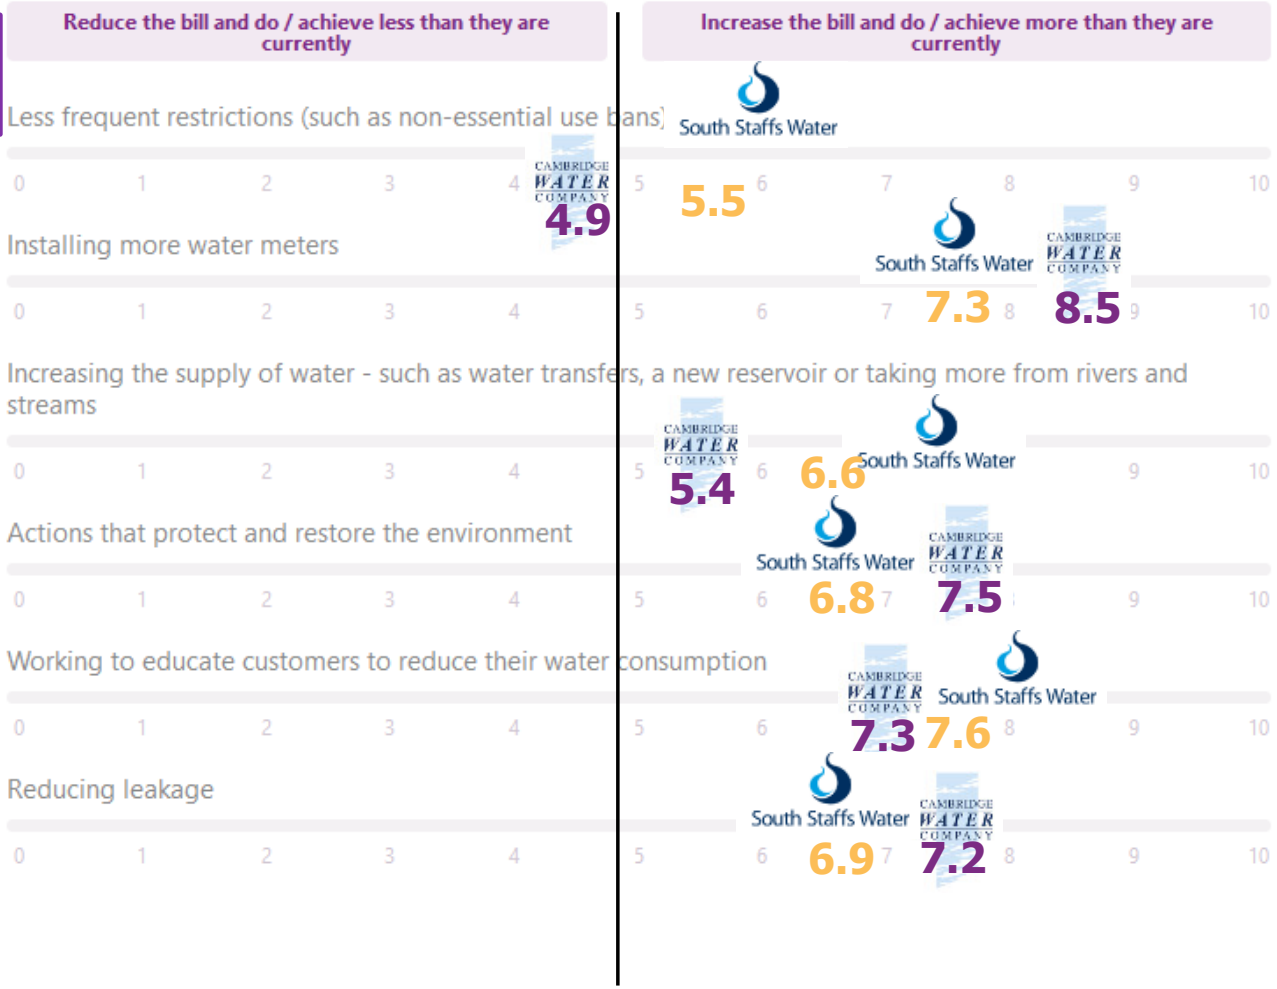 Reduce the bill and do / achieve less than they are
currently
Increase the bill and do / achieve more than they are
currently
Less frequent restrictions (such as non-essential use bans)
South Staffs Water
CAMBRIDGE
WATER
COMPANY
0 1 2 3 4 5 6 7 8 9 10
4.9
5.5
Installing more water meters
South Staffs Water
CAMBRIDGE
WATER
COMPANY
0 1 2 3 4 5 6 7 8 9 10
7.3
8.5
Increasing the supply of water - such as water transfers, a new reservoir or taking more from rivers and
streams
CAMBRIDGE
WATER
COMPANY
South Staffs Water
0 1 2 3 4 5 6 9 10
5.4
6.6
Actions that protect and restore the environment
South Staffs Water
CAMBRIDGE
WATER
COMPANY
0 1 2 3 4 5 6 7 9 10
6.8
7.5
Working to educate customers to reduce their water consumption
CAMBRIDGE
WATER
COMPANY
South Staffs Water
0 1 2 3 4 5 6 8 9 10
7.3
7.6
Reducing leakage
South Staffs Water
CAMBRIDGE
WATER
COMPANY
0 1 2 3 4 5 6 7 8 9 10
6.9
7.2